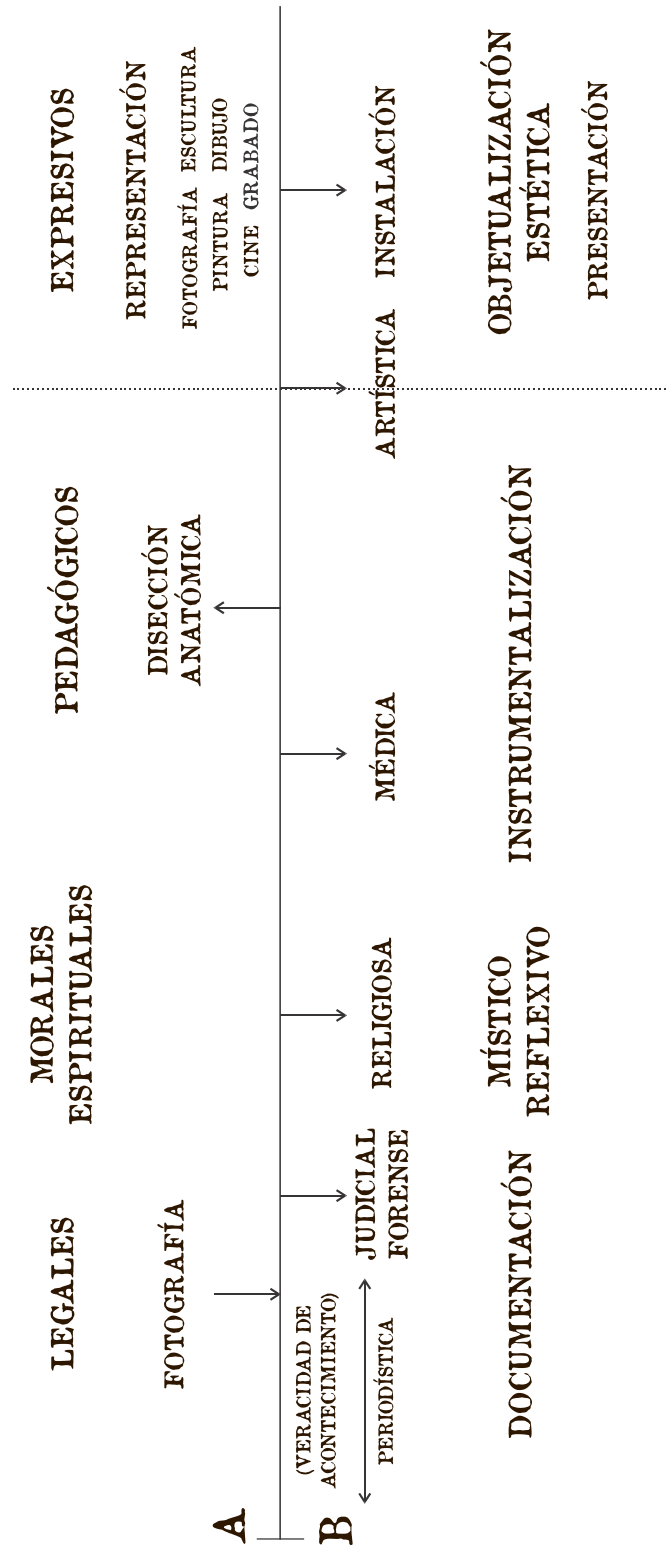 LEGALES
MORALES
ESPIRITUALES
PEDAGÓGICOS
EXPRESIVOS
FOTOGRAFÍA
DISECCIÓN
ANATÓMICA
REPRESENTACIÓN
FOTOGRAFÍA ESCULTURA
PINTURA DIBUJO
CINE GRABADO
A
B
(VERACIDAD DE
ACONTECIMIENTO)
PERIODÍSTICA
JUDICIAL
FORENSE
RELIGIOSA
MÉDICA
ARTÍSTICA
INSTALACIÓN
DOCUMENTACIÓN
MÍSTICO
REFLEXIVO
INSTRUMENTALIZACIÓN
OBJETUALIZACIÓN
ESTÉTICA
PRESENTACIÓN